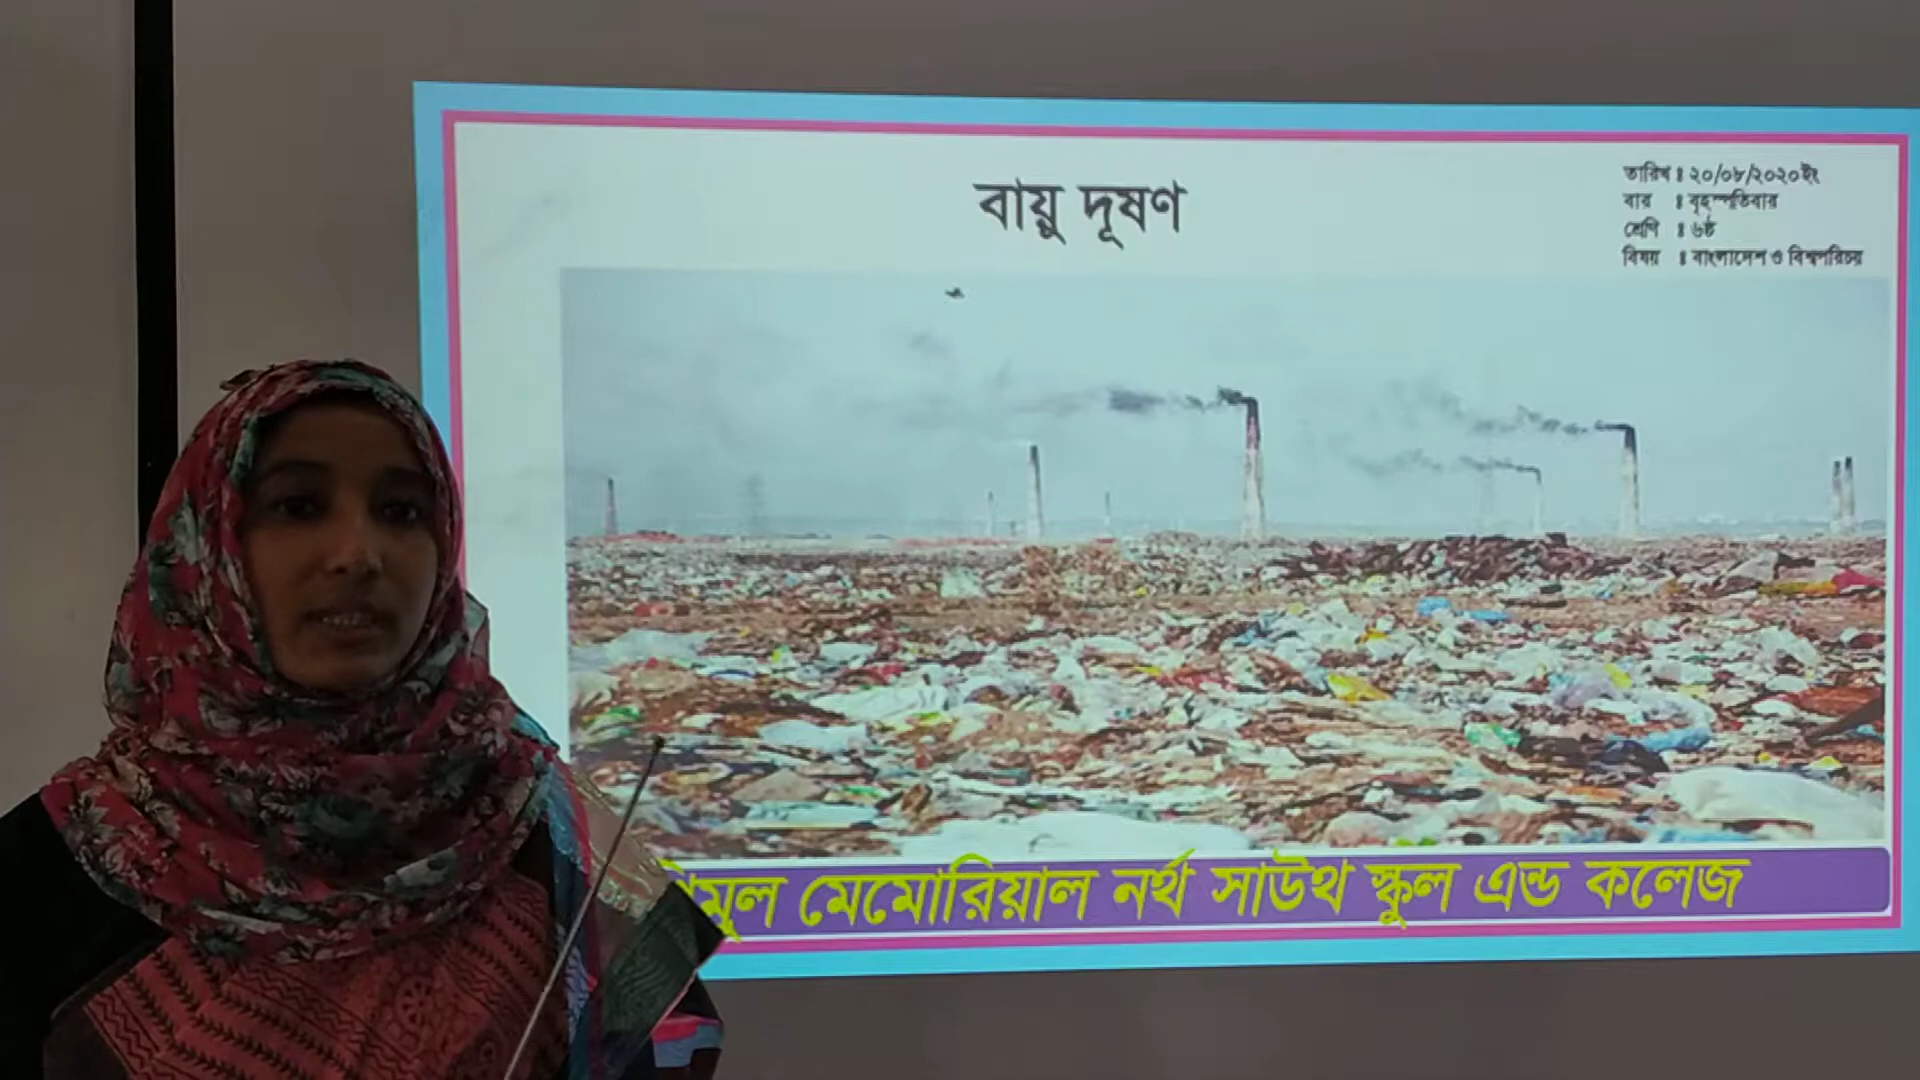 বায়ু দূষণ
তারিখ ঃ ২০/০৮/২০২০ইং
বার ঃ বৃহস্পতিবার
শ্রেণি ঃ ৬ষ্ঠ
বিষয় ঃ বাংলাদেশ ও বিশ্বপরিচয়
মেমোরিয়াল নর্থ সাউথ স্কুল এন্ড কলেজ